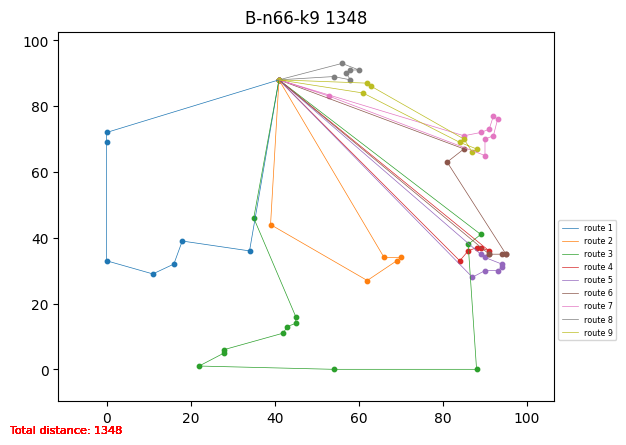 B-n66-k9 1348
100
80
60
40
20
0
0 20 40 60 80 100
route 1
route 2
route 3
route 4
route 5
route 6
route 7
route 8
route 9
Total distance: 1348